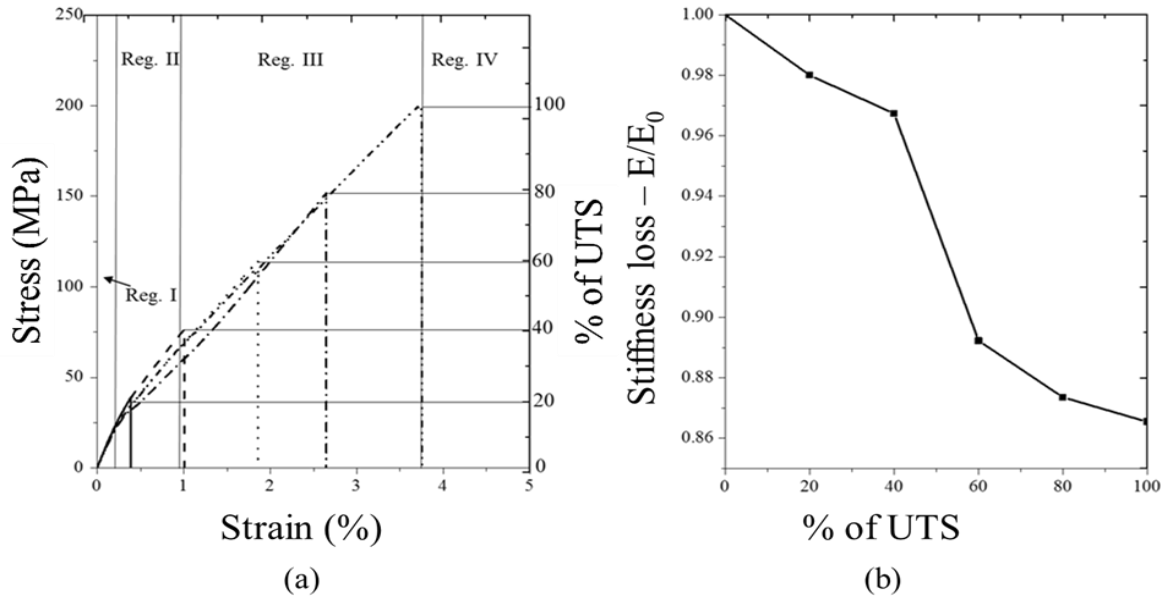 250
200
150
100
50
0
Stress (MPa)
Reg. II
Reg. III
Reg. IV
Reg. I
100
80
60
40
20
0
% of UTS
0
1
2
3
4
5
Strain (%)
(a)
1.00
0.98
0.96
0.94
0.92
0.90
0.88
0.86
Stiffness loss – E/E₀
0
20
40
60
80
100
% of UTS
(b)